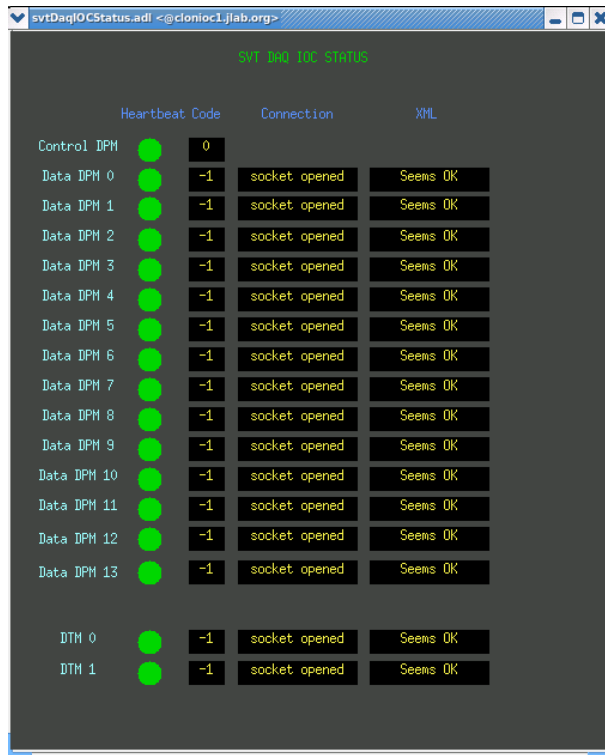 svtDaqIOCStatus.adl <@clonioc1.jlab.org>
SVT DAQ IOC STATUS
Heartbeat Code Connection XML
Control DPM 0
Data DPM 0 -1 socket opened Seems OK
Data DPM 1 -1 socket opened Seems OK
Data DPM 2 -1 socket opened Seems OK
Data DPM 3 -1 socket opened Seems OK
Data DPM 4 -1 socket opened Seems OK
Data DPM 5 -1 socket opened Seems OK
Data DPM 6 -1 socket opened Seems OK
Data DPM 7 -1 socket opened Seems OK
Data DPM 8 -1 socket opened Seems OK
Data DPM 9 -1 socket opened Seems OK
Data DPM 10 -1 socket opened Seems OK
Data DPM 11 -1 socket opened Seems OK
Data DPM 12 -1 socket opened Seems OK
Data DPM 13 -1 socket opened Seems OK
DTM 0 -1 socket opened Seems OK
DTM 1 -1 socket opened Seems OK